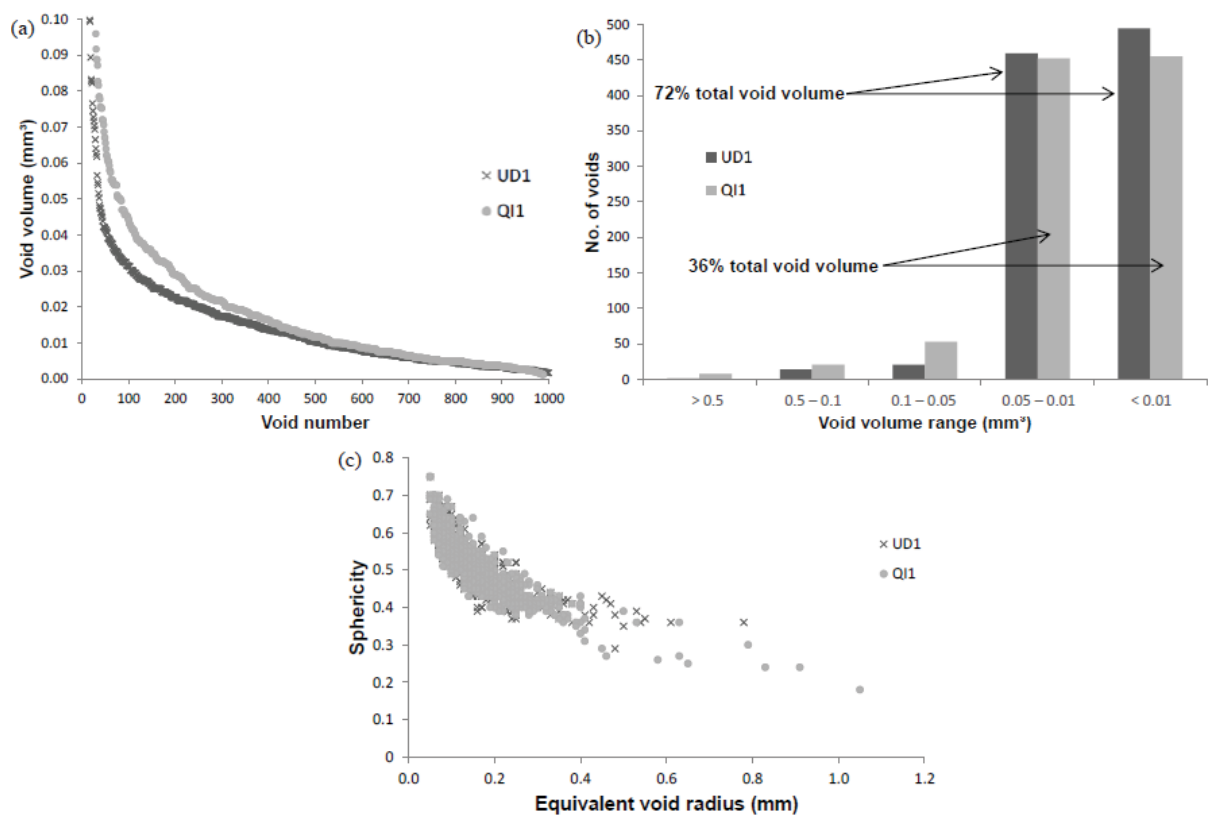 (a)
0.10
0.09
0.08
0.07
0.06
0.05
0.04
0.03
0.02
0.01
0.00
Void volume (mm³)
UD1
QI1
0 100 200 300 400 500 600 700 800 900 1000
Void number
(b)
500
450
400
350
300
250
200
150
100
50
0
No. of voids
72% total void volume
UD1
QI1
36% total void volume
> 0.5 0.5 – 0.1 0.1 – 0.05 0.05 – 0.01 < 0.01
Void volume range (mm³)
(c)
0.8
0.7
0.6
0.5
0.4
0.3
0.2
0.1
0
Sphericity
UD1
QI1
0.0 0.2 0.4 0.6 0.8 1.0 1.2
Equivalent void radius (mm)